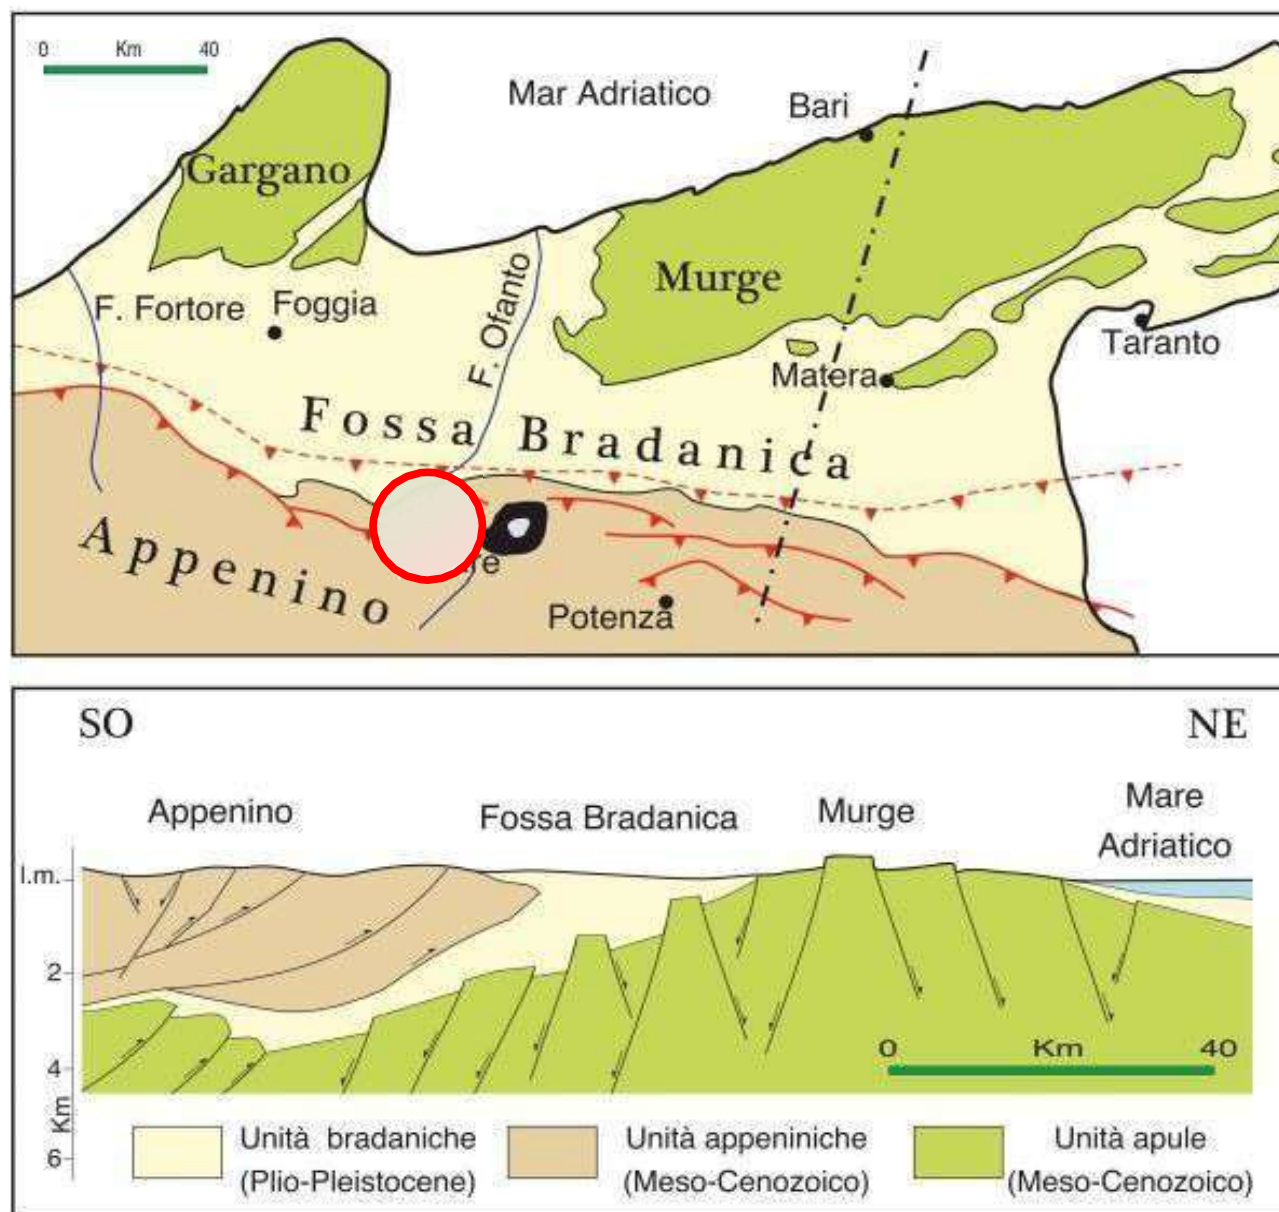 0 Km 40
Mar Adriatico
Bari
Gargano
Murge
F. Fortore
Foggia
F. Ofanto
Taranto
Matera
Fossa Bradanica
Appenino
Potenza
SO
NE
Appenino
Fossa Bradanica
Murge
Mare
Adriatico
l.m.
2
4
Km
6
0 Km 40
Unità bradaniche
(Plio-Pleistocene)
Unità appeniniche
(Meso-Cenozoico)
Unità apule
(Meso-Cenozoico)